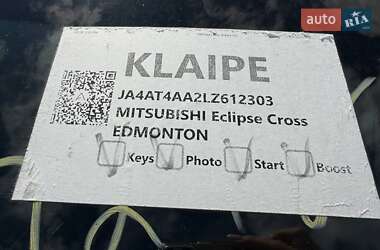 auto RIA
KLAIPE
JA4AT4AA2LZ612303
MITSUBISHI Eclipse Cross
EDMONTON
Keys Photo Start Boost